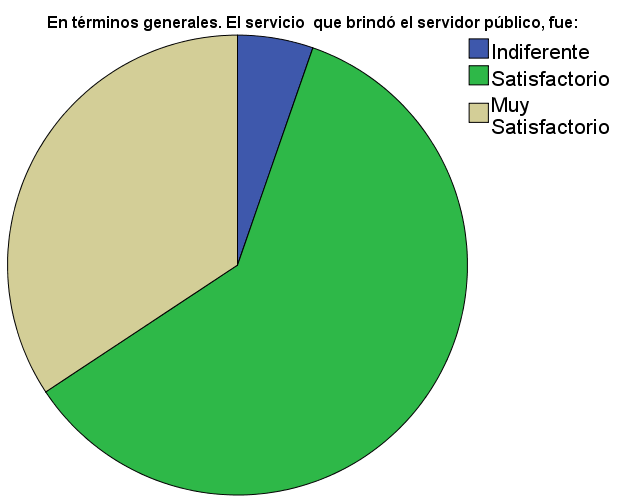 En términos generales. El servicio  que brindó el servidor público, fue:
Indiferente
Satisfactorio
Muy
Satisfactorio